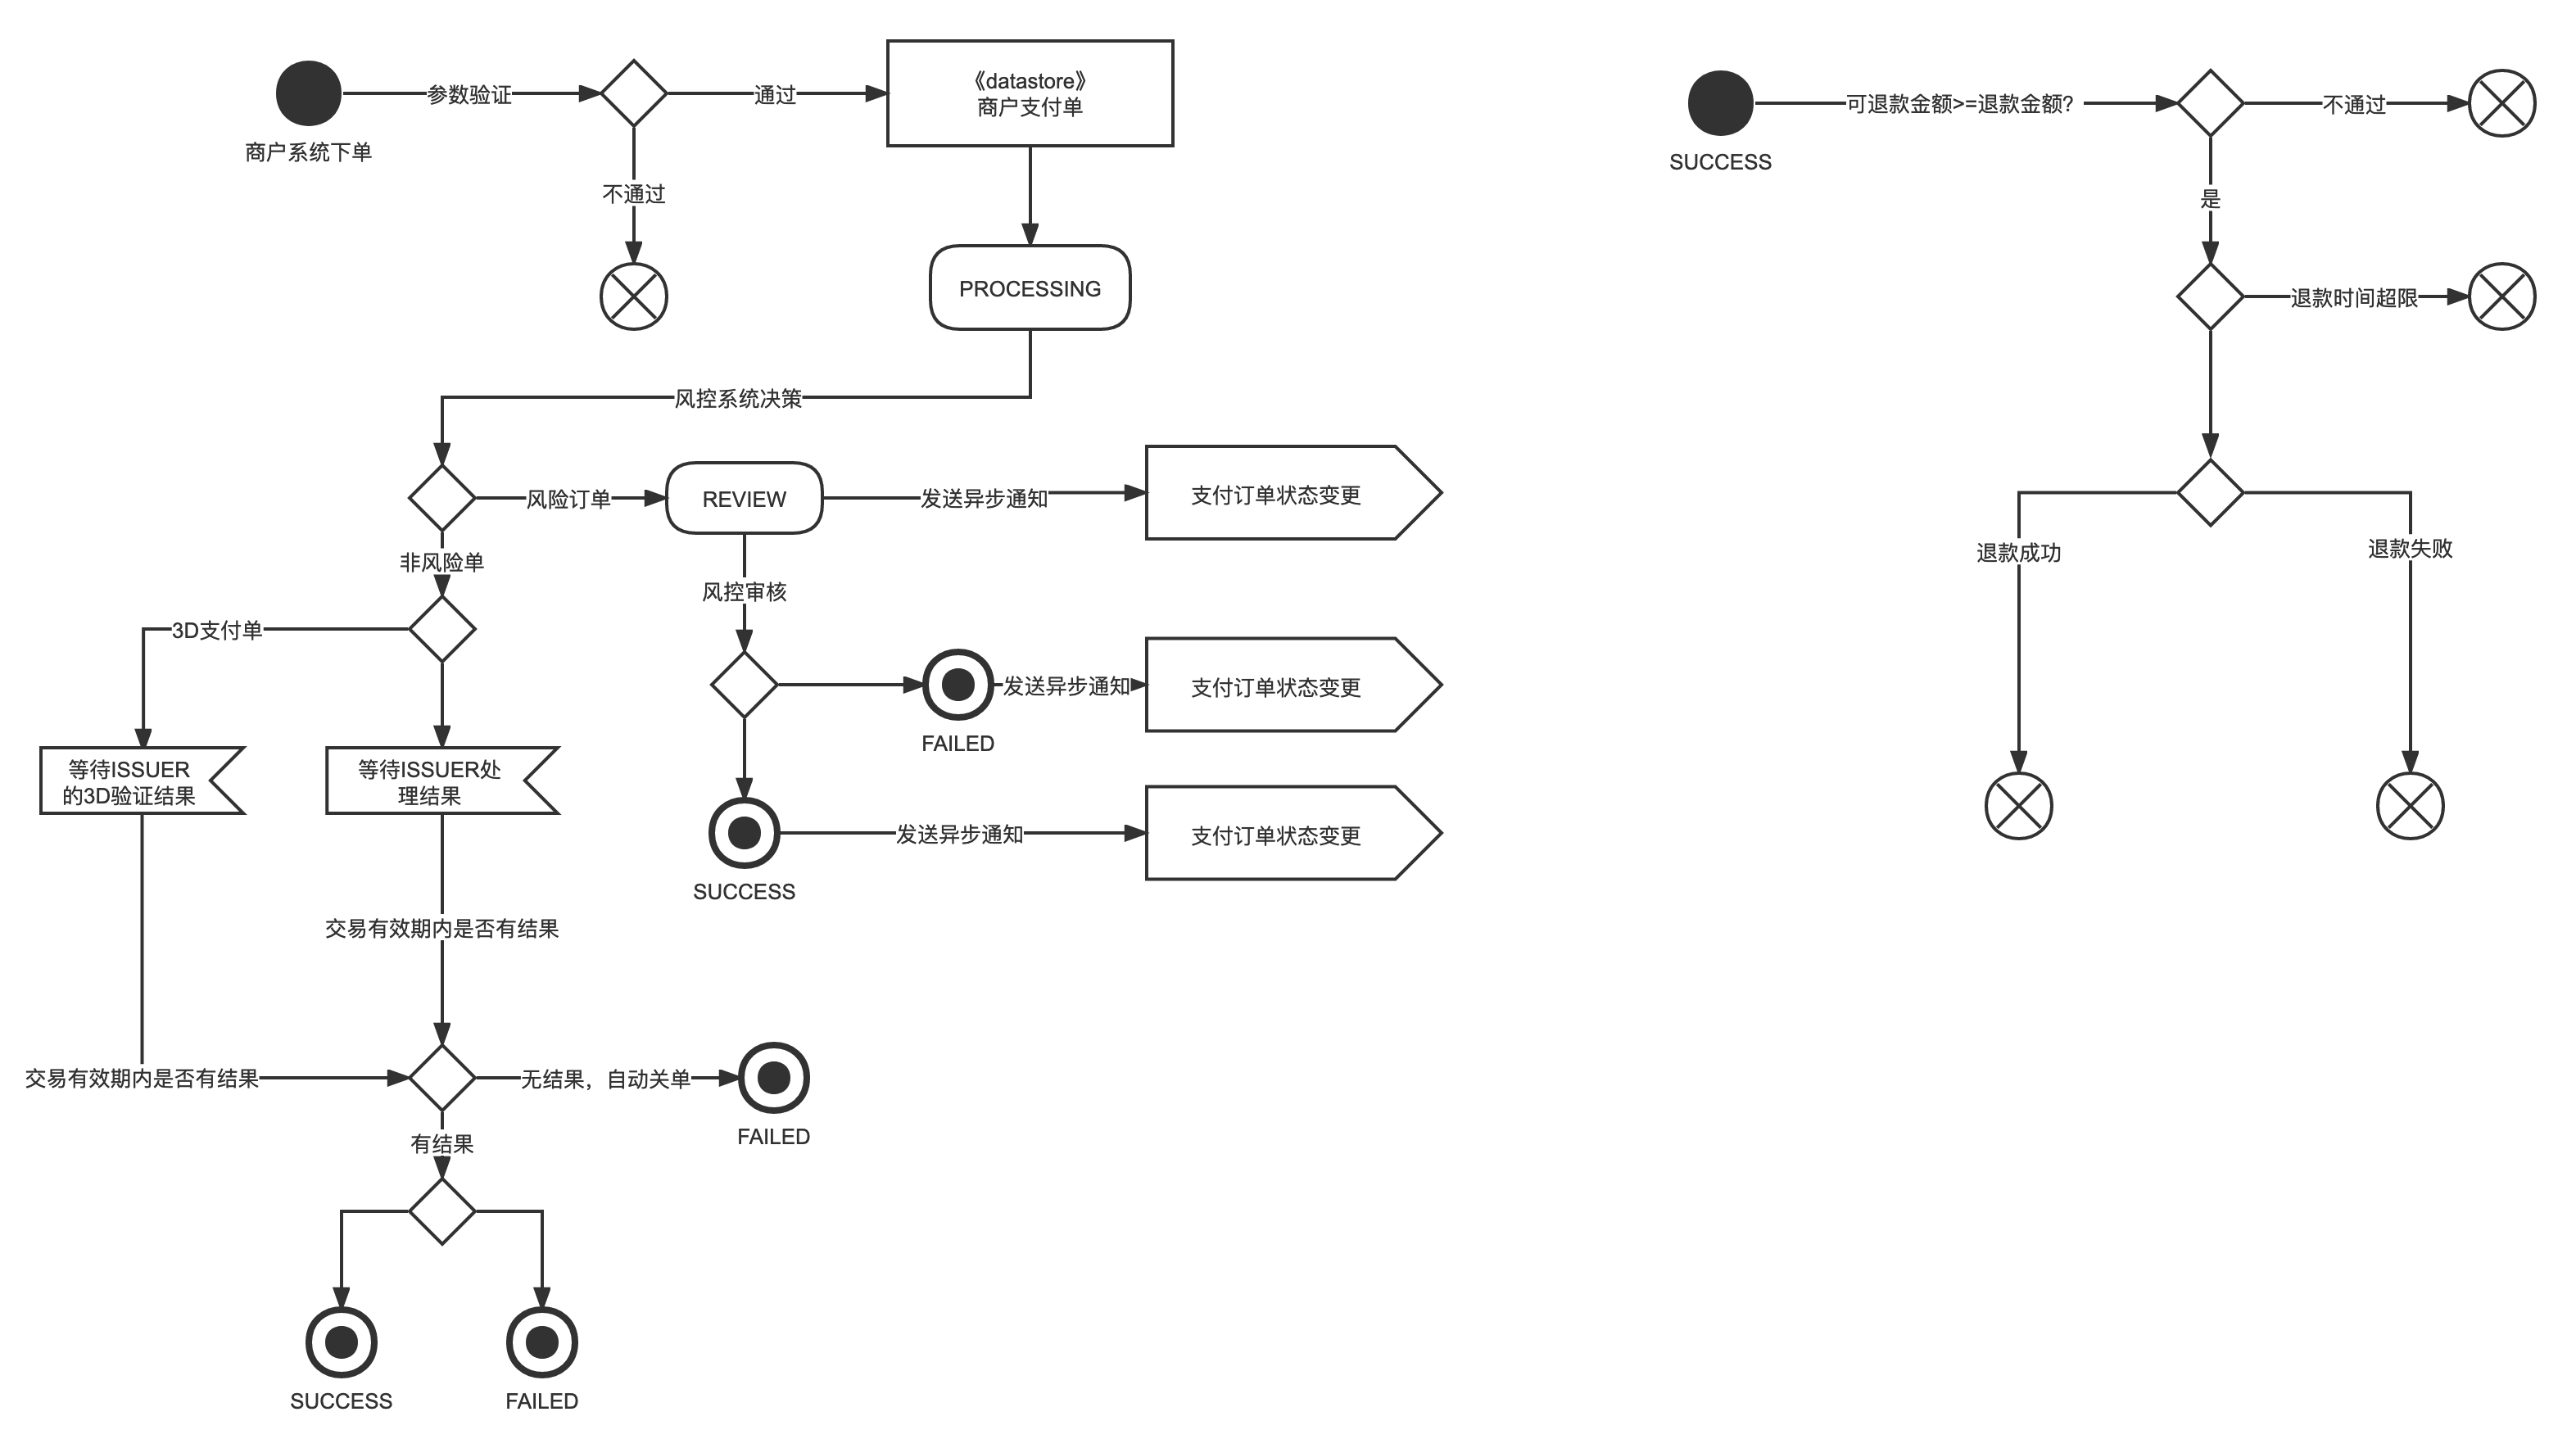 商户系统下单
参数验证
通过
《datastore》
商户支付单
不通过
PROCESSING
风控系统决策
风险订单
REVIEW
发送异步通知
支付订单状态变更
非风险单
风控审核
3D支付单
FAILED
发送异步通知
支付订单状态变更
等待ISSUER
的3D验证结果
等待ISSUER处
理结果
SUCCESS
发送异步通知
支付订单状态变更
交易有效期内是否有结果
交易有效期内是否有结果
无结果，自动关单
FAILED
有结果
SUCCESS
FAILED
SUCCESS
可退款金额>=退款金额?
不通过
是
退款时间超限
退款成功
退款失败